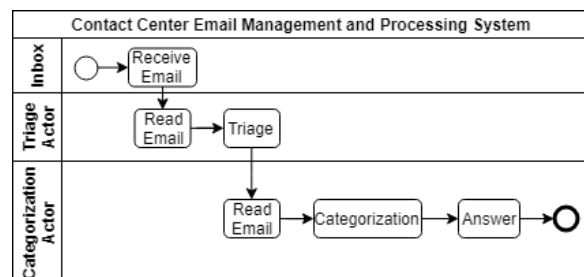 Contact Center Email Management and Processing System
Inbox
Receive
Email
Triage
Actor
Read
Email
Triage
Categorization
Actor
Read
Email
Categorization
Answer